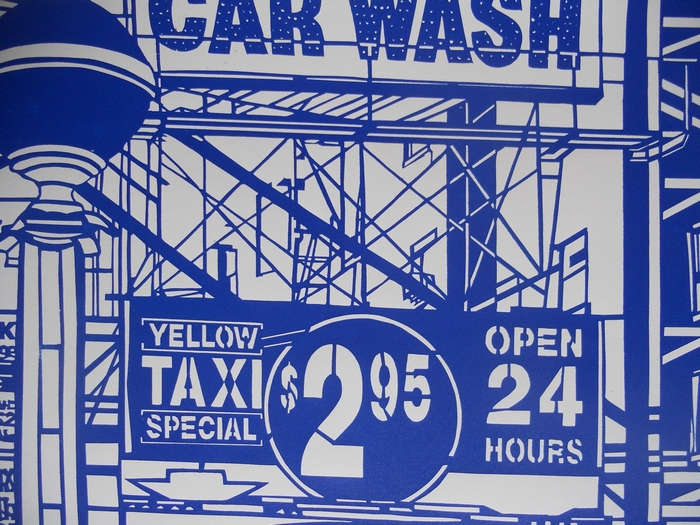 CAR WASH
YELLOW
TAXI
SPECIAL
$2.95
OPEN
24
HOURS